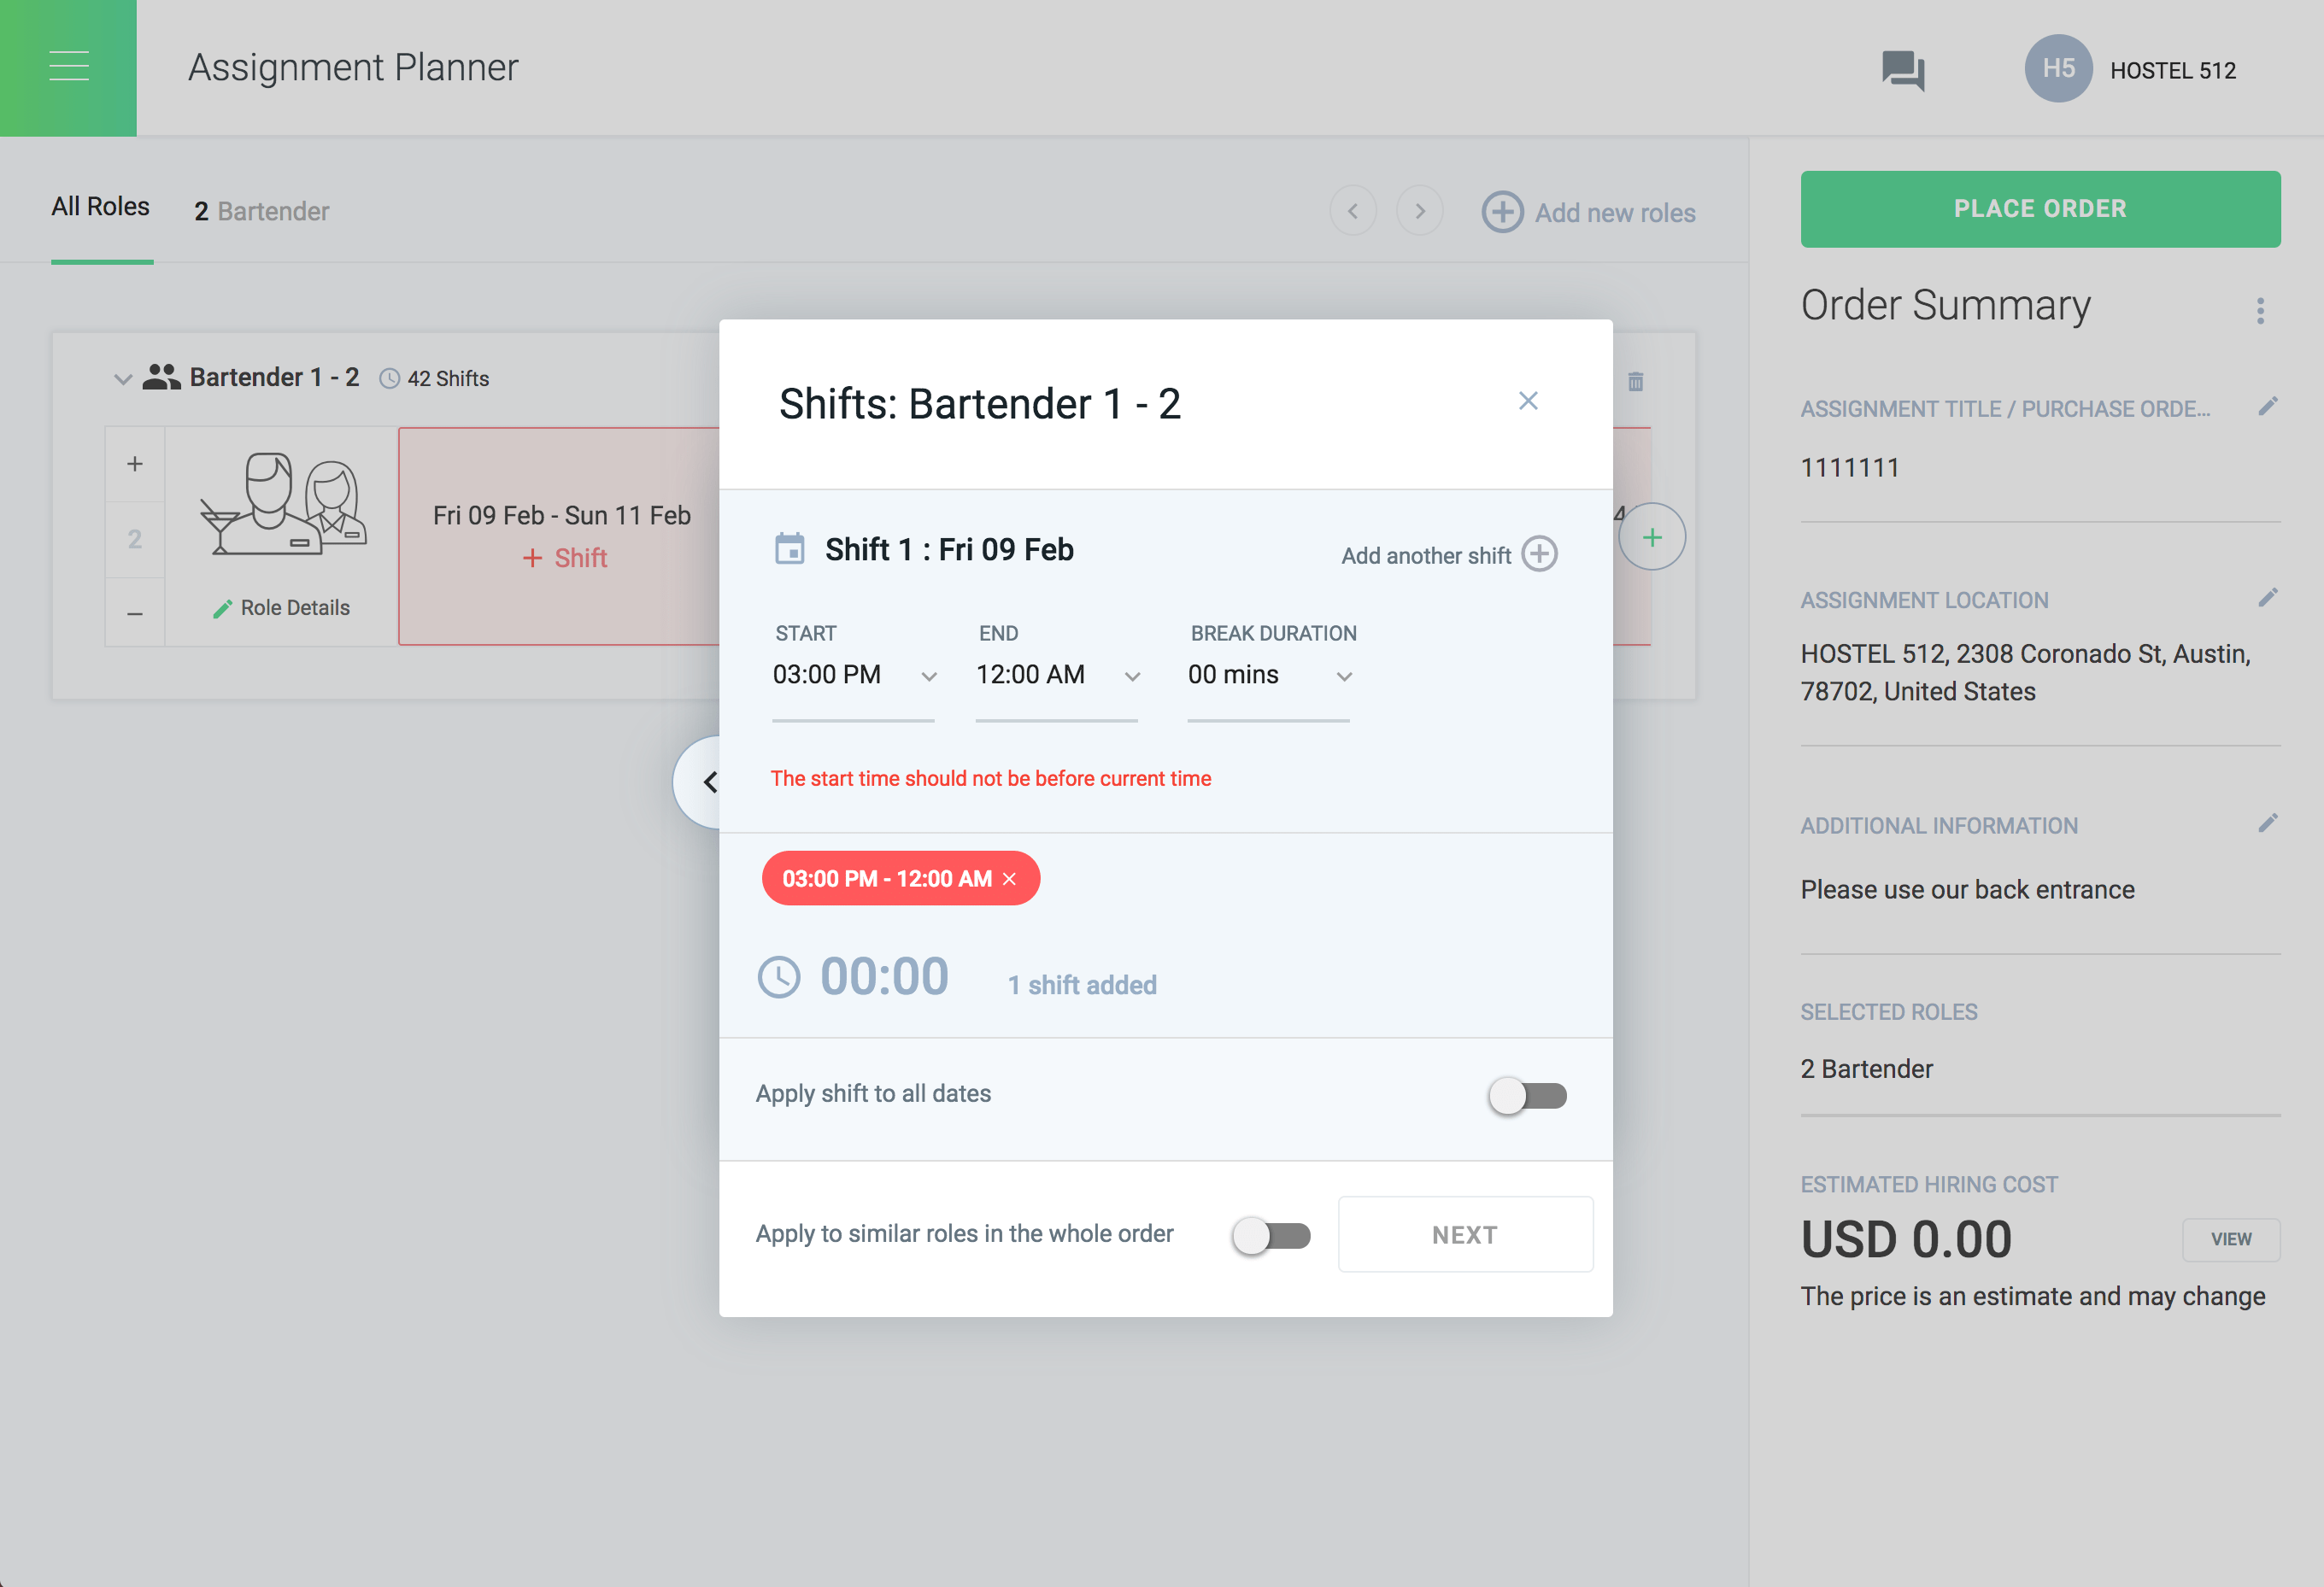 Assignment Planner
H5 HOSTEL 512
All Roles
2 Bartender
Add new roles
Bartender 1 - 2
42 Shifts
+
2
–
Role Details
Fri 09 Feb - Sun 11 Feb
+ Shift
4
+
Shifts: Bartender 1 - 2
Shift 1 : Fri 09 Feb
Add another shift
START END BREAK DURATION
03:00 PM 12:00 AM 00 mins
The start time should not be before current time
03:00 PM - 12:00 AM
00:00 1 shift added
Apply shift to all dates
Apply to similar roles in the whole order
NEXT
PLACE ORDER
Order Summary
ASSIGNMENT TITLE / PURCHASE ORDE...
1111111
ASSIGNMENT LOCATION
HOSTEL 512, 2308 Coronado St, Austin,
78702, United States
ADDITIONAL INFORMATION
Please use our back entrance
SELECTED ROLES
2 Bartender
ESTIMATED HIRING COST
USD 0.00
VIEW
The price is an estimate and may change